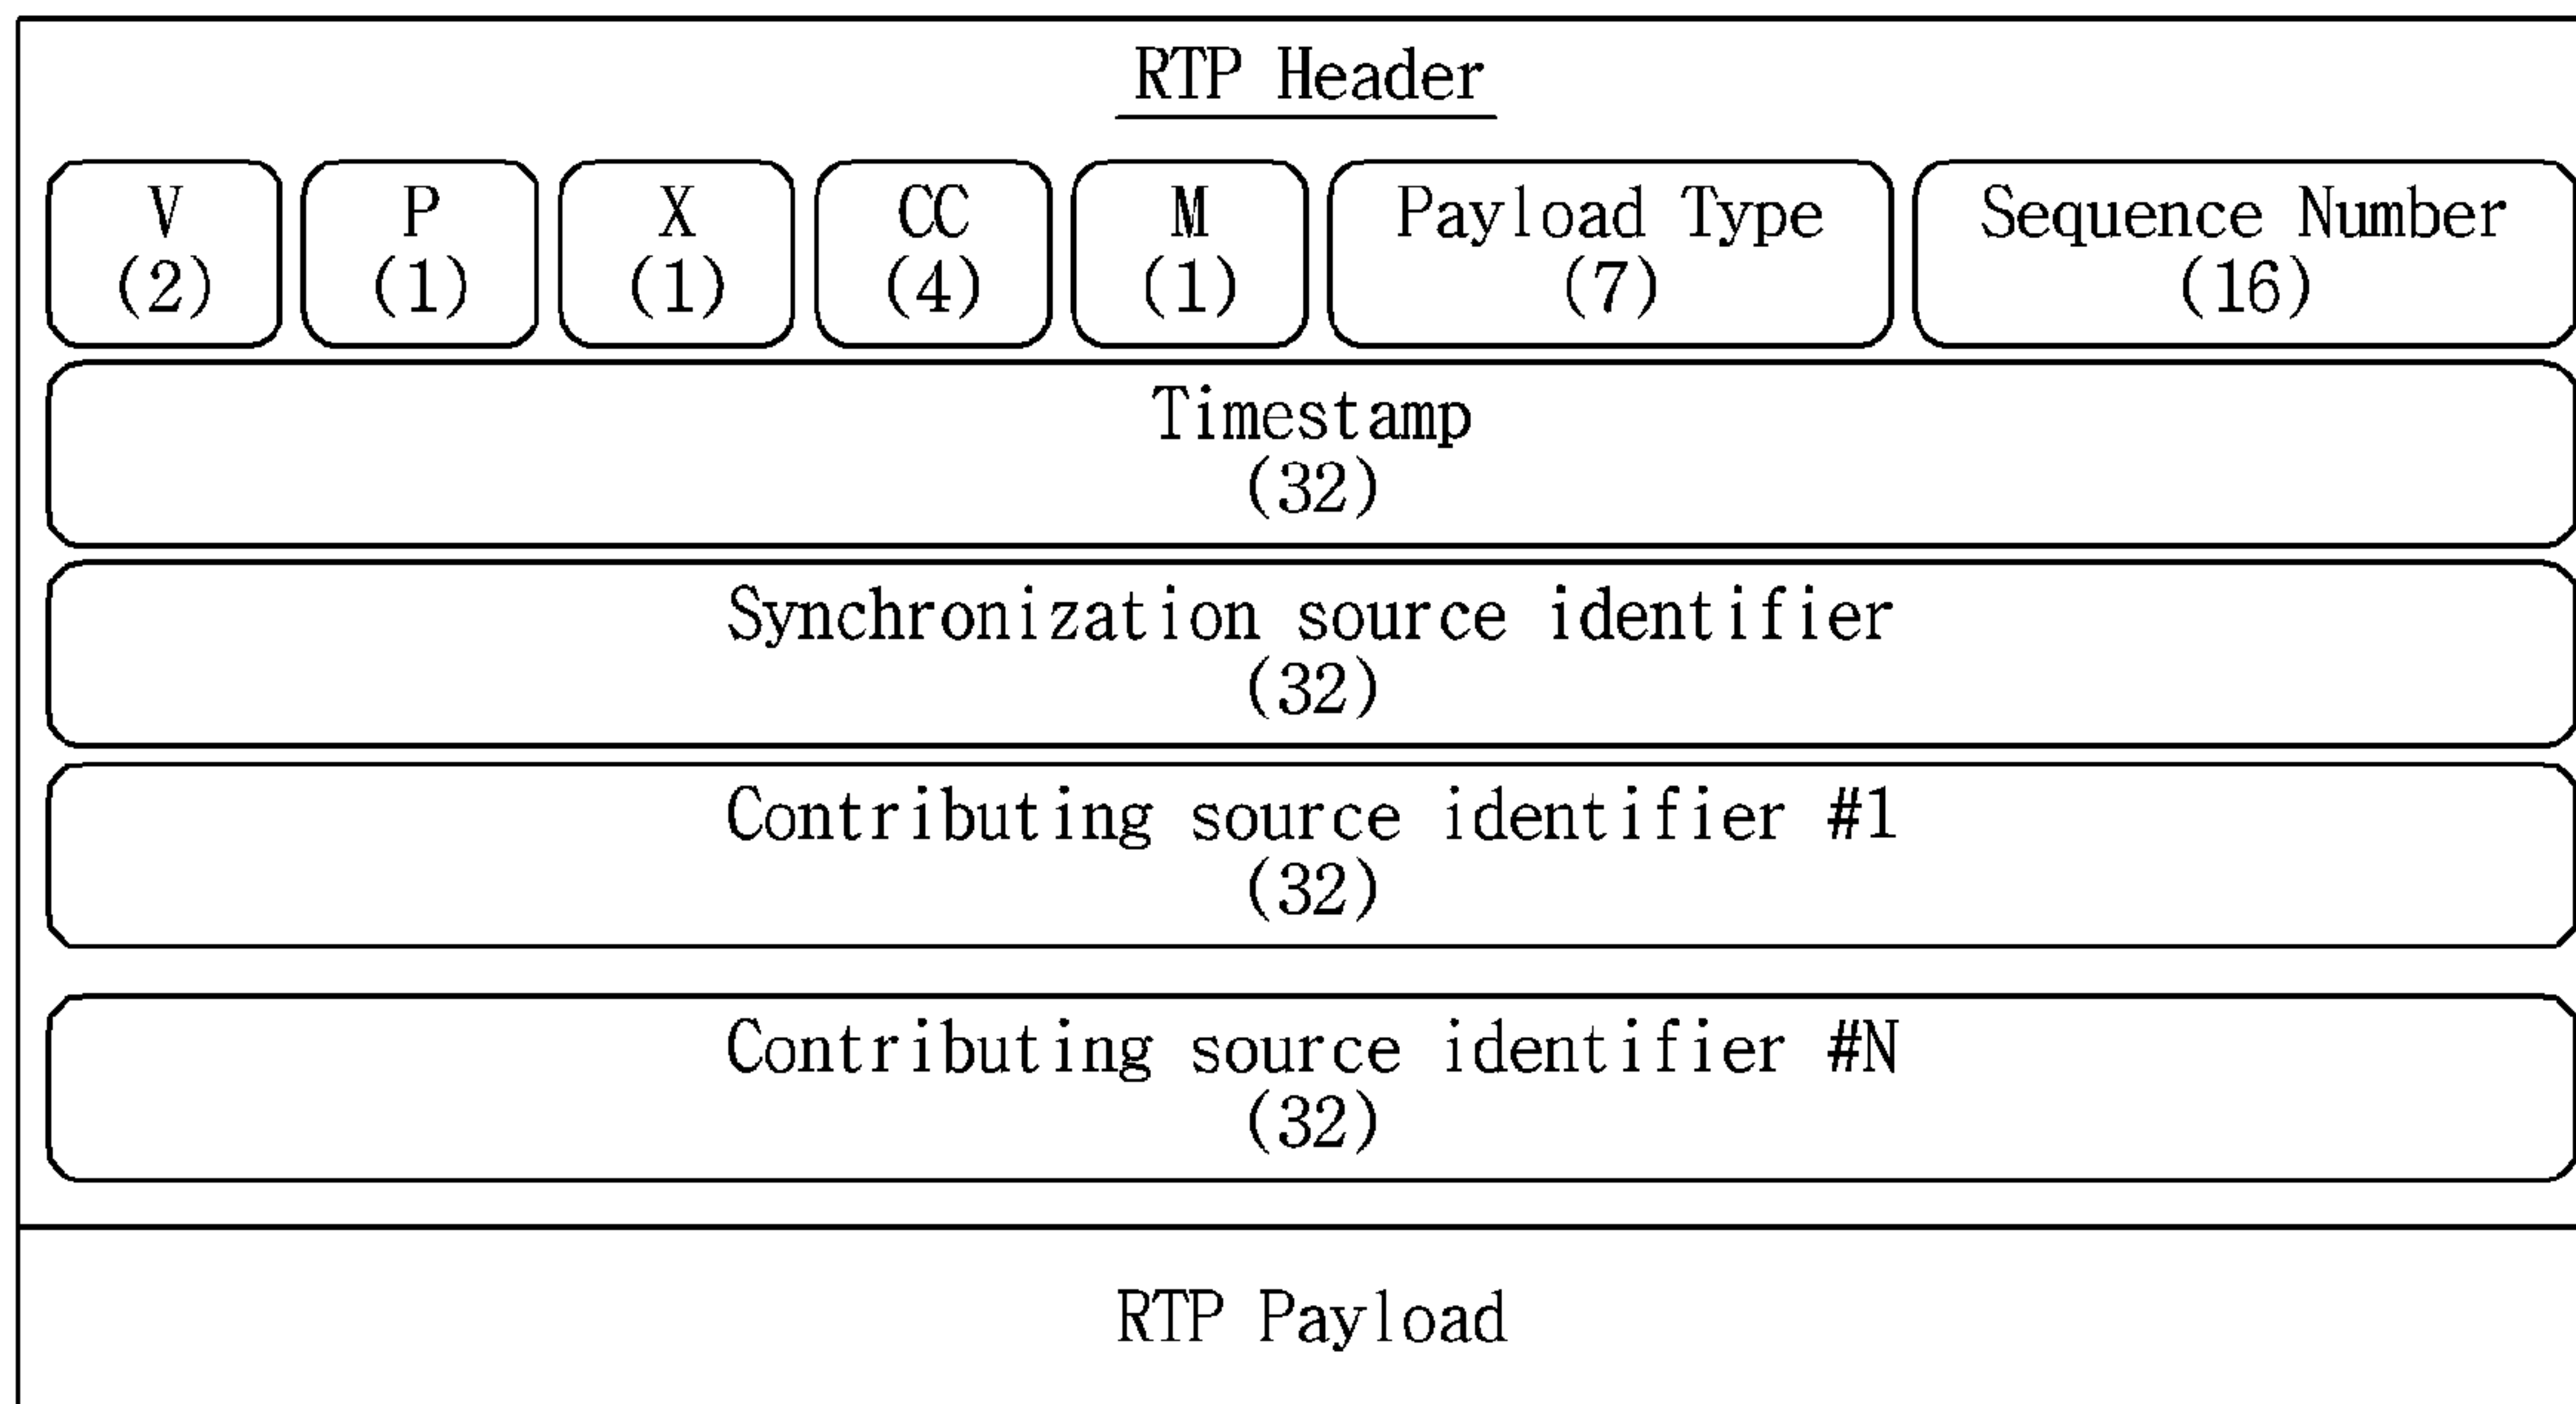 RTP Header
V P X CC M Payload Type Sequence Number
(2) (1) (1) (4) (1) (7) (16)
Timestamp
(32)
Synchronization source identifier
(32)
Contributing source identifier #1
(32)
Contributing source identifier #N
(32)
RTP Payload